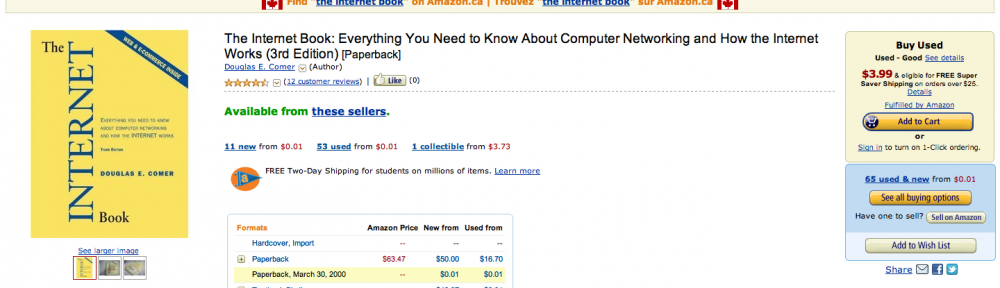 Find "the internet book" on Amazon.ca | Trouvez "the internet book" sur Amazon.ca
The
INTERNET
Book
WEB & E-COMMERCE INSIDE
EVERYTHING YOU NEED TO KNOW
ABOUT COMPUTER NETWORKING
AND HOW THE INTERNET WORKS
THIRD EDITION
DOUGLAS E. COMER
See larger image
The Internet Book: Everything You Need to Know About Computer Networking and How the Internet
Works (3rd Edition) [Paperback]
Douglas E. Comer (Author)
(12 customer reviews) | Like (0)
Available from these sellers.
11 new from $0.01 53 used from $0.01 1 collectible from $3.73
FREE Two-Day Shipping for students on millions of items. Learn more
Formats Amazon Price New from Used from
Hardcover, Import -- -- --
Paperback $63.47 $50.00 $16.70
Paperback, March 30, 2000 -- $0.01 $0.01
Buy Used
Used - Good See details
$3.99 & eligible for FREE Super
Saver Shipping on orders over $25.
Details
Fulfilled by Amazon
Add to Cart
or
Sign in to turn on 1-Click ordering.
65 used & new from $0.01
See all buying options
Have one to sell? Sell on Amazon
Add to Wish List
Share